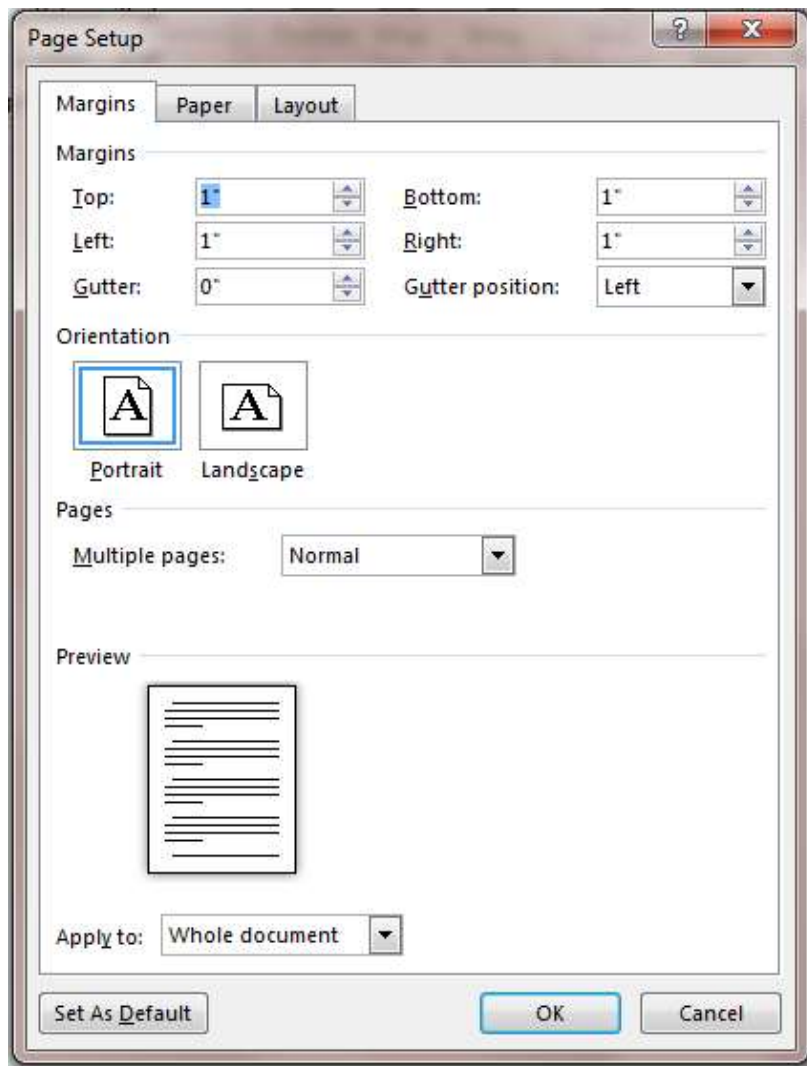 Page Setup
?
Margins Paper Layout
Margins
Top: 1" Bottom: 1"
Left: 1" Right: 1"
Gutter: 0" Gutter position: Left
Orientation
A A
Portrait Landscape
Pages
Multiple pages: Normal
Preview
Apply to: Whole document
Set As Default OK Cancel